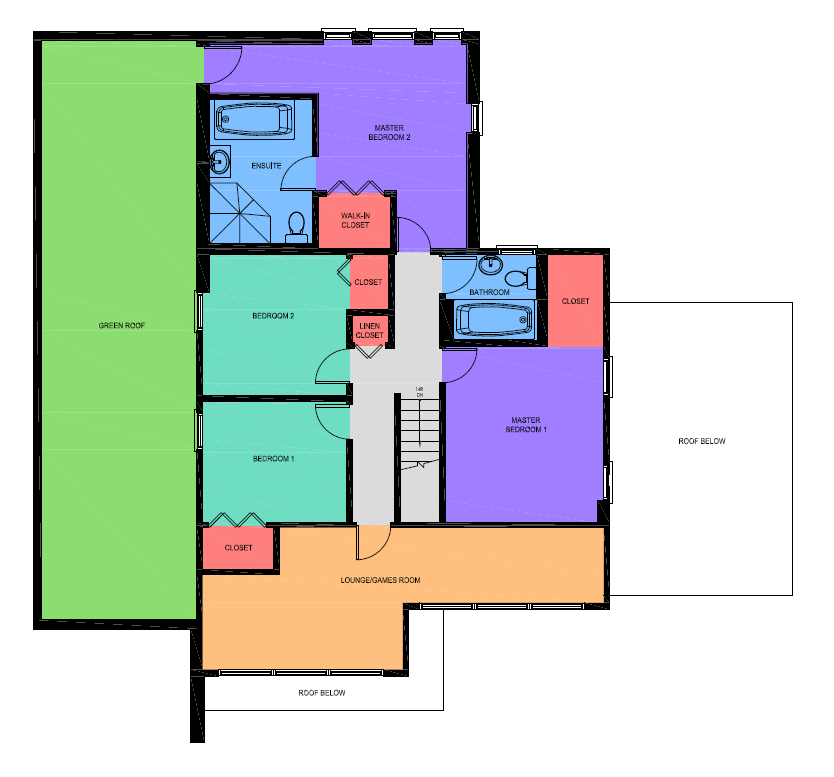 MASTER
BEDROOM 2
ENSUITE
WALK-IN
CLOSET
CLOSET
BATHROOM
CLOSET
BEDROOM 2
LINEN
CLOSET
GREEN ROOF
14R
DN
MASTER
BEDROOM 1
ROOF BELOW
BEDROOM 1
CLOSET
LOUNGE/GAMES ROOM
ROOF BELOW